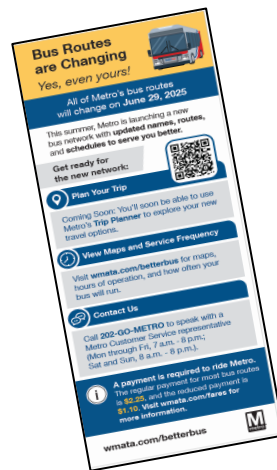 Bus Routes
are Changing
Yes, even yours!
All of Metro's bus routes
will change on June 29, 2025
This summer, Metro is launching a new
bus network with updated names, routes,
and schedules to serve you better.
Get ready for
the new network:
Plan Your Trip
Coming Soon: You'll soon be able to use
Metro's Trip Planner to explore your new
travel options.
View Maps and Service Frequency
Visit wmata.com/betterbus for maps,
hours of operation, and how often your
bus will run.
Contact Us
Call 202-GO-METRO to speak with a
Metro Customer Service representative
(Mon through Fri, 7 a.m. - 8 p.m.;
Sat and Sun, 8 a.m. - 8 p.m.).
A payment is required to ride Metro.
The regular payment for most bus routes
is $2.25, and the reduced payment is
$1.10. Visit wmata.com/fares for
more information.
wmata.com/betterbus
M
metro